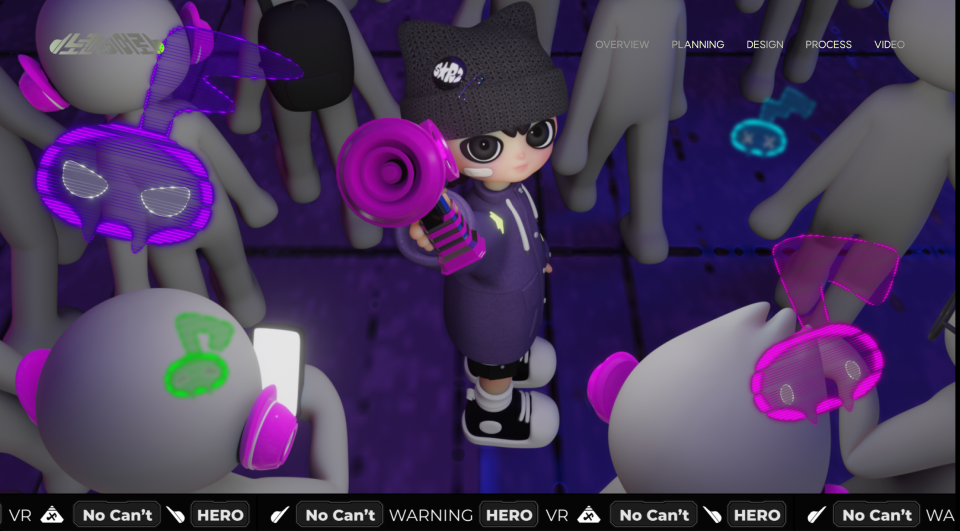 OVERVIEW PLANNING DESIGN PROCESS VIDEO
VR No Can't HERO No Can't WARNING HERO VR No Can't HERO No Can't WA